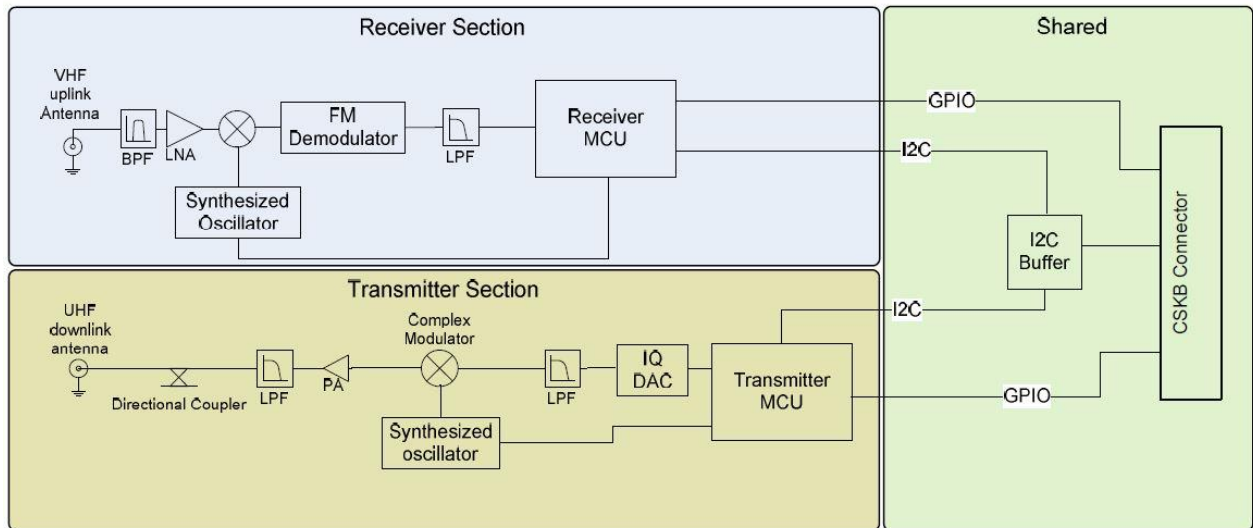 Receiver Section
VHF
uplink
Antenna
BPF
LNA
FM
Demodulator
LPF
Receiver
MCU
Synthesized
Oscillator
Transmitter Section
UHF
downlink
antenna
Directional Coupler
LPF
PA
Complex
Modulator
LPF
IQ
DAC
Transmitter
MCU
Synthesized
oscillator
Shared
GPIO
I2C
I2C
Buffer
CSKB Connector
I2C
GPIO